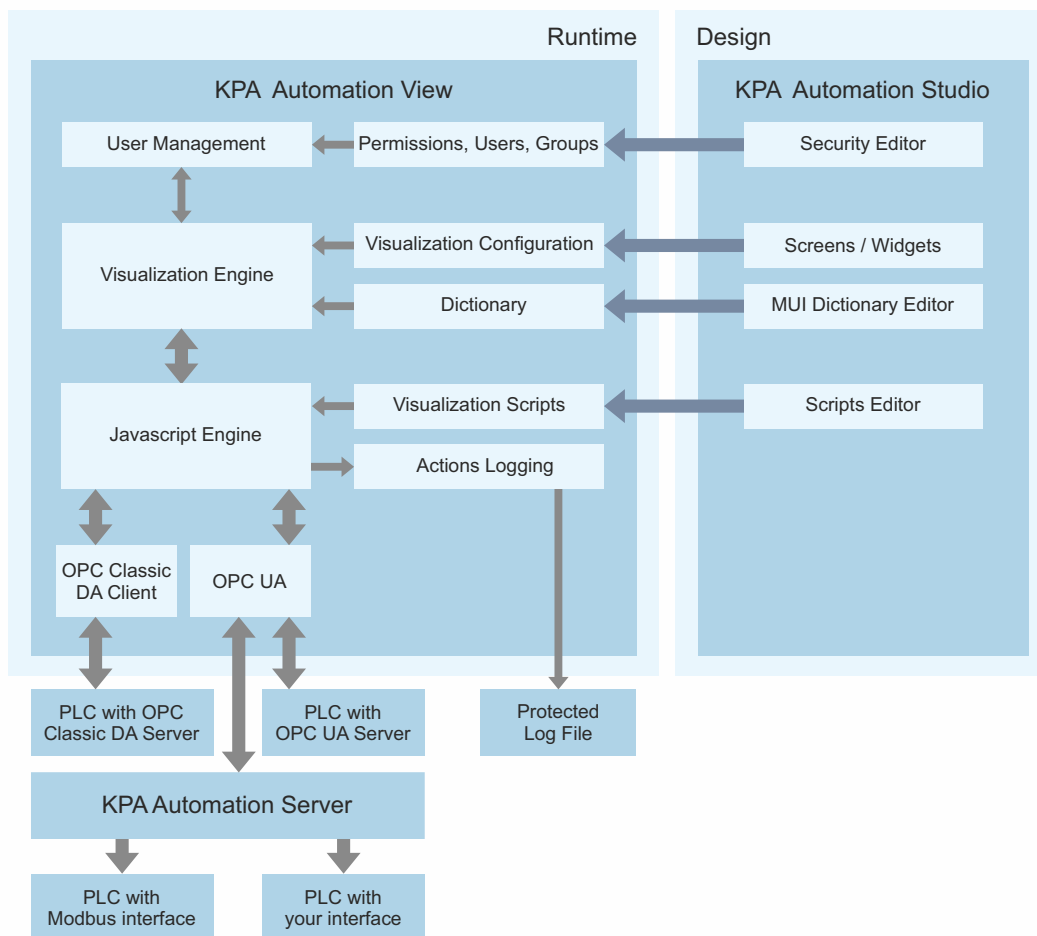 Runtime
Design
KPA Automation View
KPA Automation Studio
User Management
Permissions, Users, Groups
Security Editor
Visualization Engine
Visualization Configuration
Screens / Widgets
Dictionary
MUI Dictionary Editor
Javascript Engine
Visualization Scripts
Scripts Editor
Actions Logging
OPC Classic
DA Client
OPC UA
PLC with OPC
Classic DA Server
PLC with
OPC UA Server
Protected
Log File
KPA Automation Server
PLC with
Modbus interface
PLC with
your interface